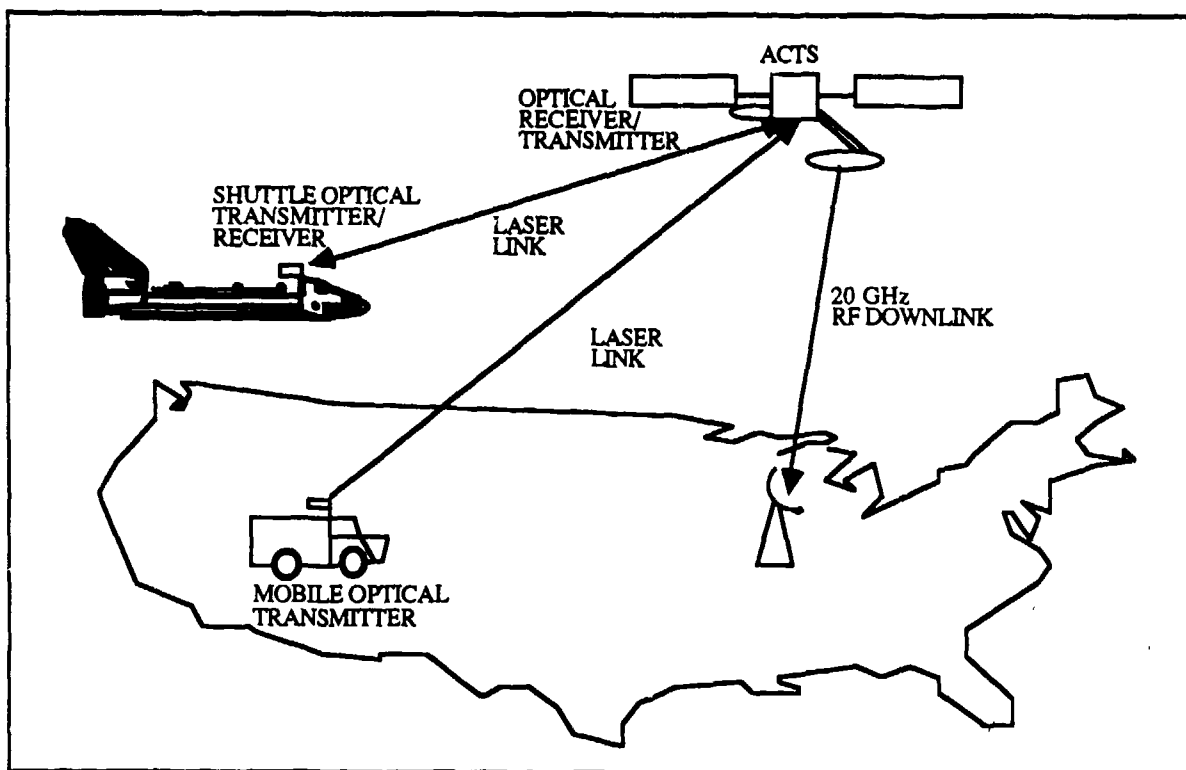 ACTS
OPTICAL
RECEIVER/
TRANSMITTER
SHUTTLE OPTICAL
TRANSMITTER/
RECEIVER
LASER
LINK
20 GHz
RF DOWNLINK
LASER
LINK
MOBILE OPTICAL
TRANSMITTER